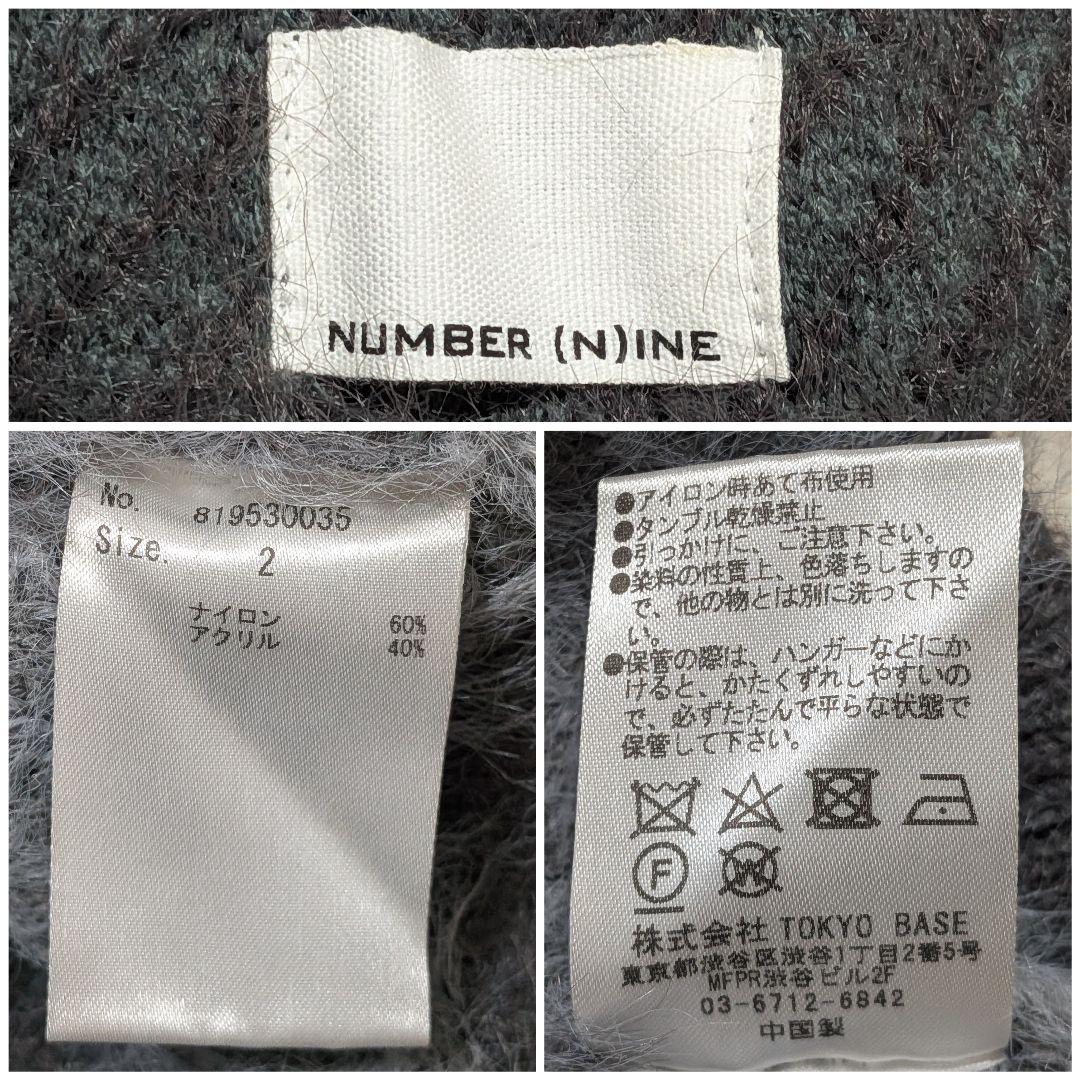 NUMBER (N)INE
No. 819530035
Size. 2
ナイロン 60%
アクリル 40%
●アイロン時あて布使用
●タンブル乾燥禁止
●引っかけに、ご注意下さい。
●染料の性質上、色落ちしますの
で、他の物とは別に洗って下さ
い。
●保管の際は、ハンガーなどにか
けると、かたくずれしやすいの
で、必ずたたんで平らな状態で
保管して下さい。
F W
株式会社 TOKYO BASE
東京都渋谷区渋谷1丁目2番5号
MFPR渋谷ビル2F
03-6712-6842
中国製